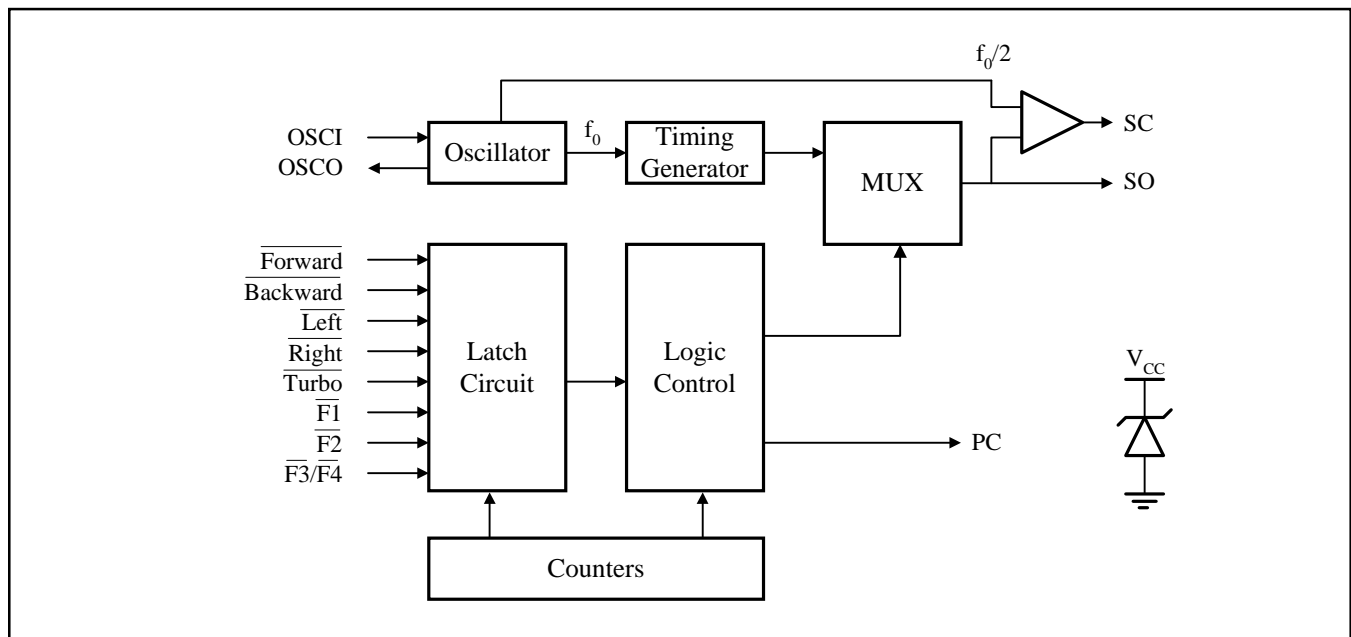 f₀/2
OSCI
OSCO
Oscillator
f₀
Timing
Generator
MUX
SC
SO
Forward
Backward
Left
Right
Turbo
F1
F2
F3/F4
Latch
Circuit
Logic
Control
PC
V_CC
Counters